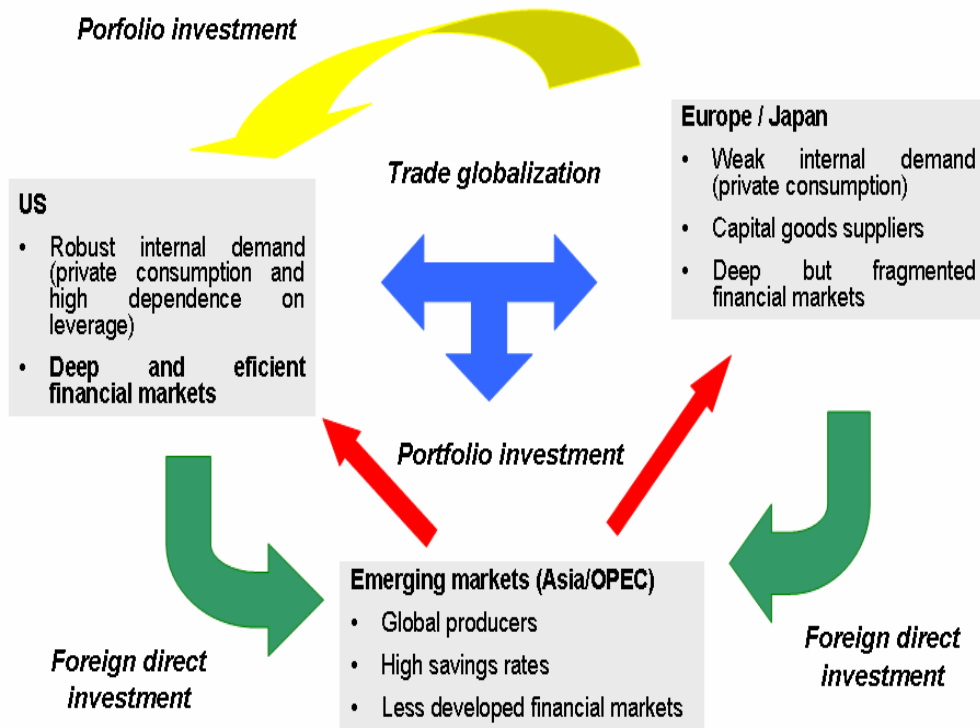 Porfolio investment
Europe / Japan
• Weak internal demand
(private consumption)
• Capital goods suppliers
• Deep but fragmented
financial markets
Trade globalization
US
• Robust internal demand
(private consumption and
high dependence on
leverage)
• Deep and eficient
financial markets
Portfolio investment
Emerging markets (Asia/OPEC)
• Global producers
• High savings rates
• Less developed financial markets
Foreign direct
investment
Foreign direct
investment